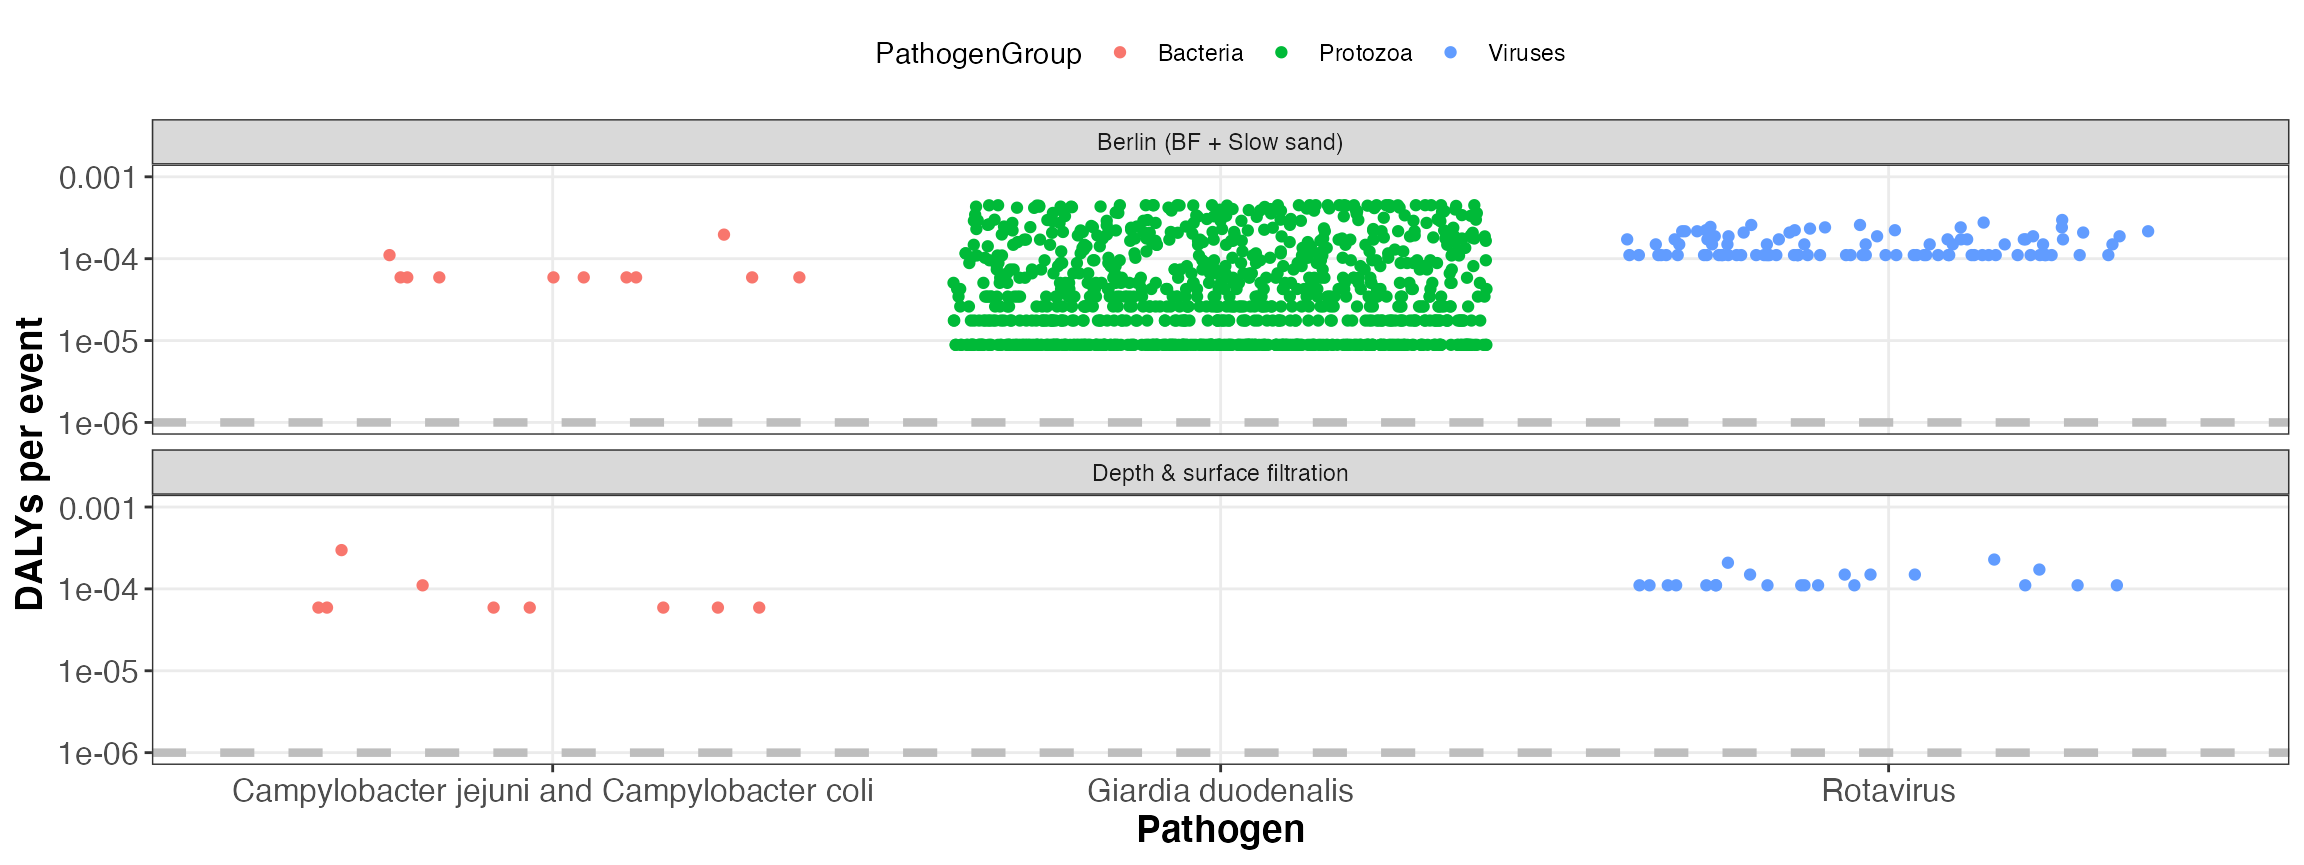 PathogenGroup Bacteria Protozoa Viruses
Berlin (BF + Slow sand)
0.001
1e-04
1e-05
1e-06
DALYs per event
Depth & surface filtration
0.001
1e-04
1e-05
1e-06
Campylobacter jejuni and Campylobacter coli Giardia duodenalis Rotavirus
Pathogen